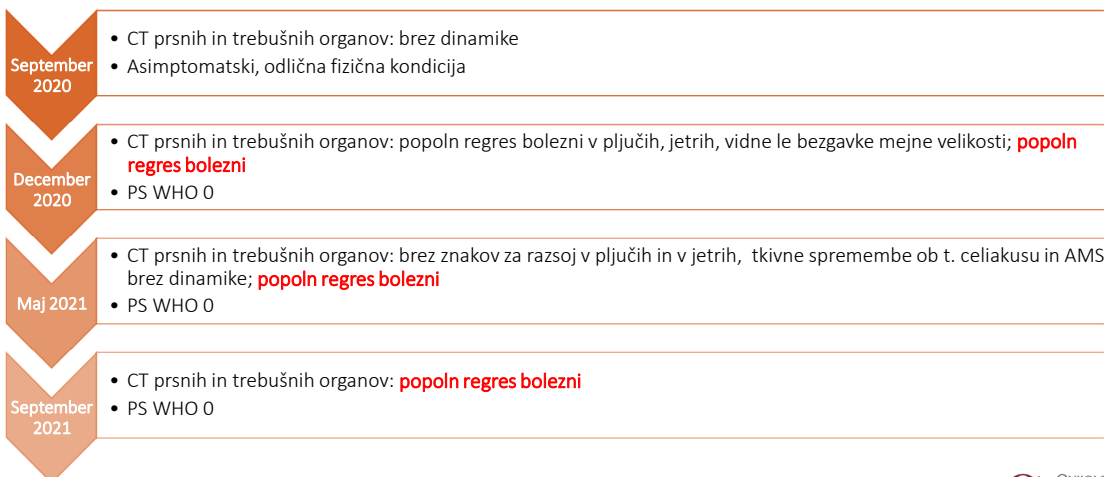 September
2020
• CT prsnih in trebušnih organov: brez dinamike
• Asimptomatski, odlična fizična kondicija
December
2020
• CT prsnih in trebušnih organov: popoln regres bolezni v pljučih, jetrih, vidne le bezgavke mejne velikosti; popoln
regres bolezni
• PS WHO 0
Maj 2021
• CT prsnih in trebušnih organov: brez znakov za razsoj v pljučih in v jetrih, tkivne spremembe ob t. celiakusu in AMS
brez dinamike; popoln regres bolezni
• PS WHO 0
September
2021
• CT prsnih in trebušnih organov: popoln regres bolezni
• PS WHO 0